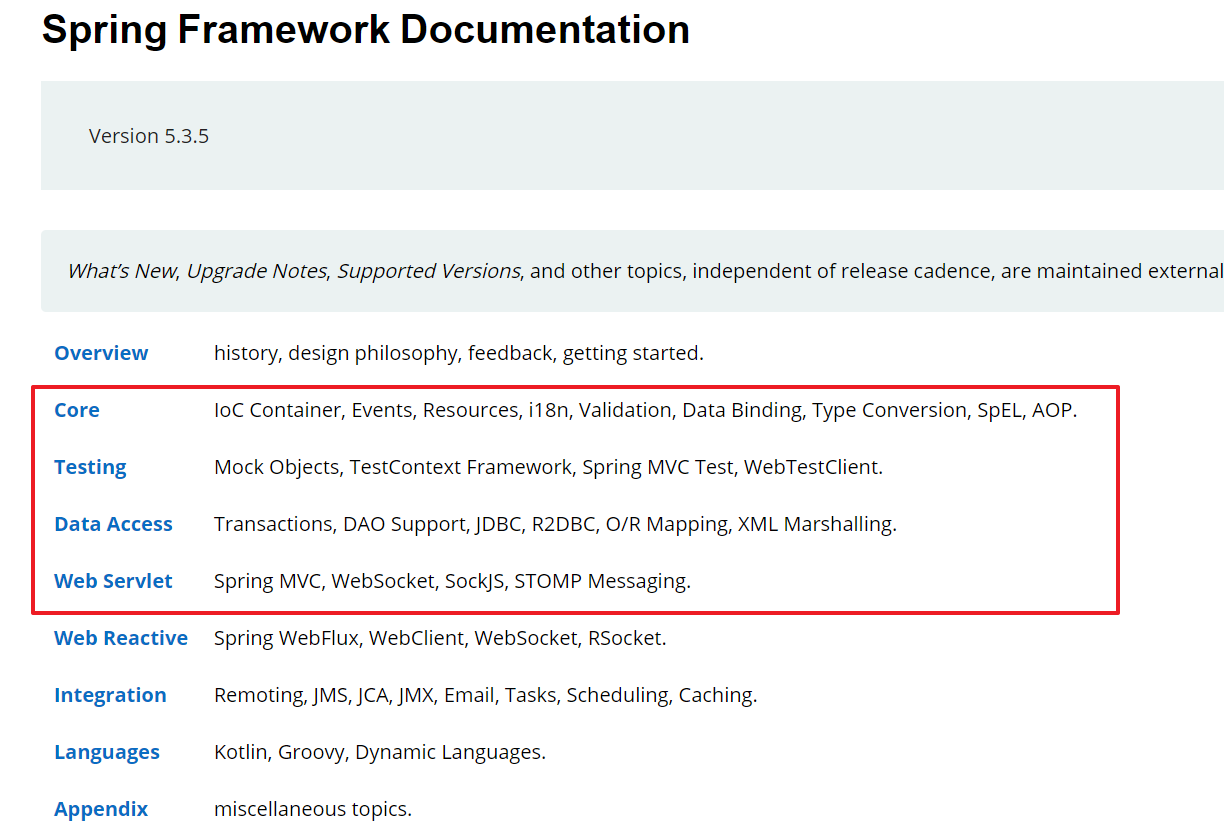 Spring Framework Documentation
Version 5.3.5
What's New, Upgrade Notes, Supported Versions, and other topics, independent of release cadence, are maintained external
Overview history, design philosophy, feedback, getting started.
Core IoC Container, Events, Resources, i18n, Validation, Data Binding, Type Conversion, SpEL, AOP.
Testing Mock Objects, TestContext Framework, Spring MVC Test, WebTestClient.
Data Access Transactions, DAO Support, JDBC, R2DBC, O/R Mapping, XML Marshalling.
Web Servlet Spring MVC, WebSocket, SockJS, STOMP Messaging.
Web Reactive Spring WebFlux, WebClient, WebSocket, RSocket.
Integration Remoting, JMS, JCA, JMX, Email, Tasks, Scheduling, Caching.
Languages Kotlin, Groovy, Dynamic Languages.
Appendix miscellaneous topics.